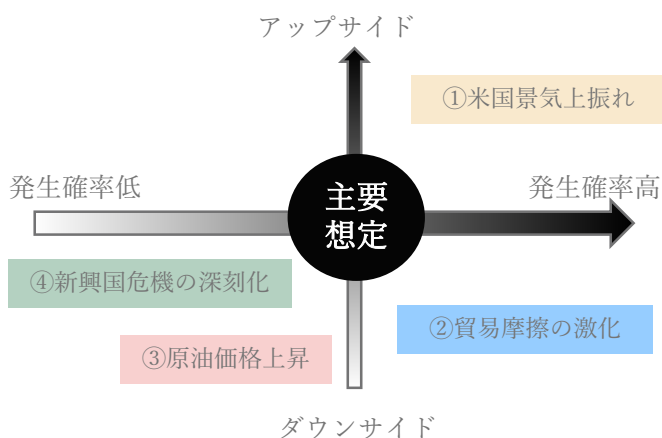 アップサイド
①米国景気上振れ
発生確率低
発生確率高
主要
想定
④新興国危機の深刻化
②貿易摩擦の激化
③原油価格上昇
ダウンサイド